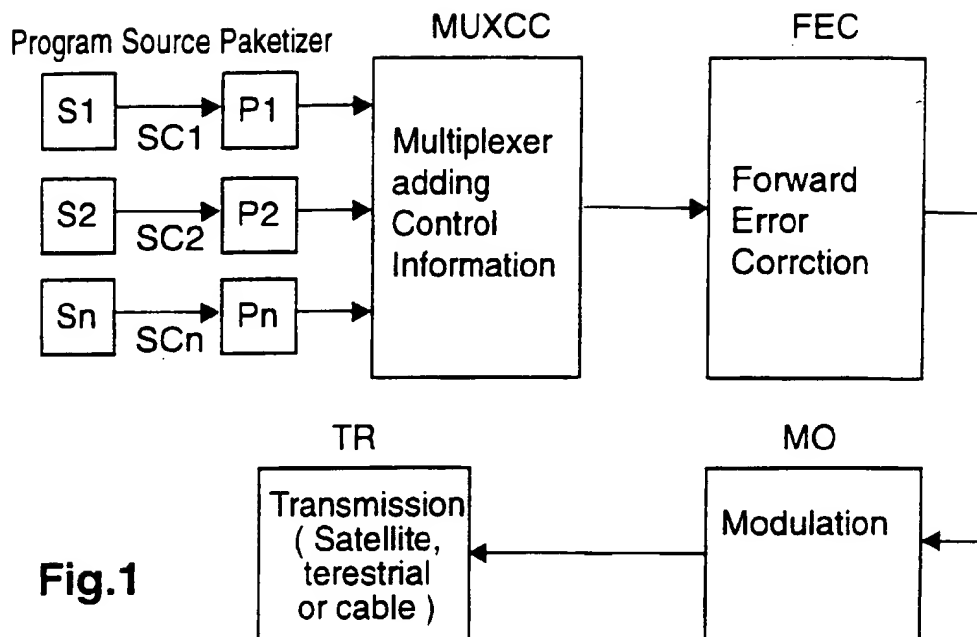 Program Source Paketizer
MUXCC
FEC
S1
SC1
P1
S2
SC2
P2
Sn
SCn
Pn
Multiplexer
adding
Control
Information
Forward
Error
Corrction
TR
MO
Transmission
( Satellite,
terestrial
or cable )
Modulation
Fig.1